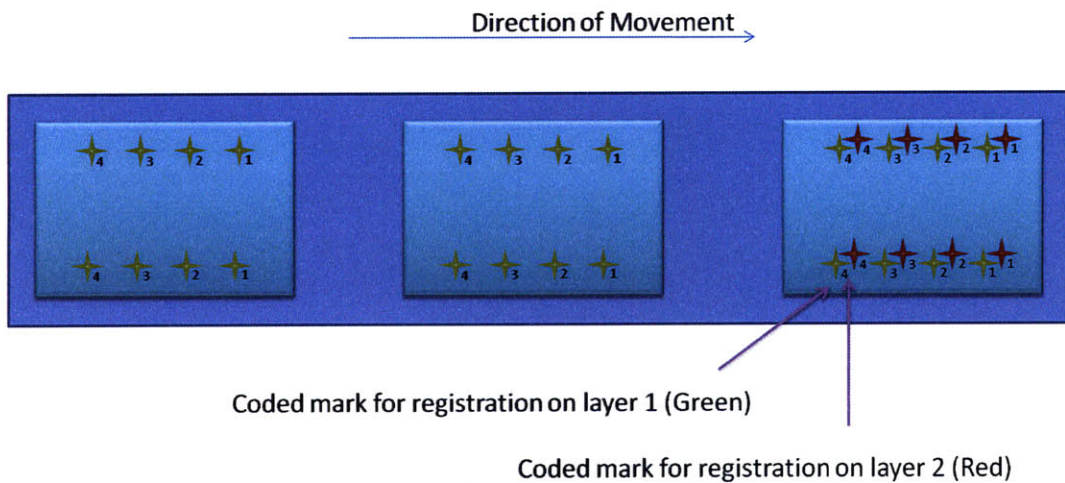 Direction of Movement
4 3 2 1 4 3 2 1 4 4 3 3 2 2 1 1
4 3 2 1 4 3 2 1 4 4 3 3 2 2 1 1
Coded mark for registration on layer 1 (Green)
Coded mark for registration on layer 2 (Red)